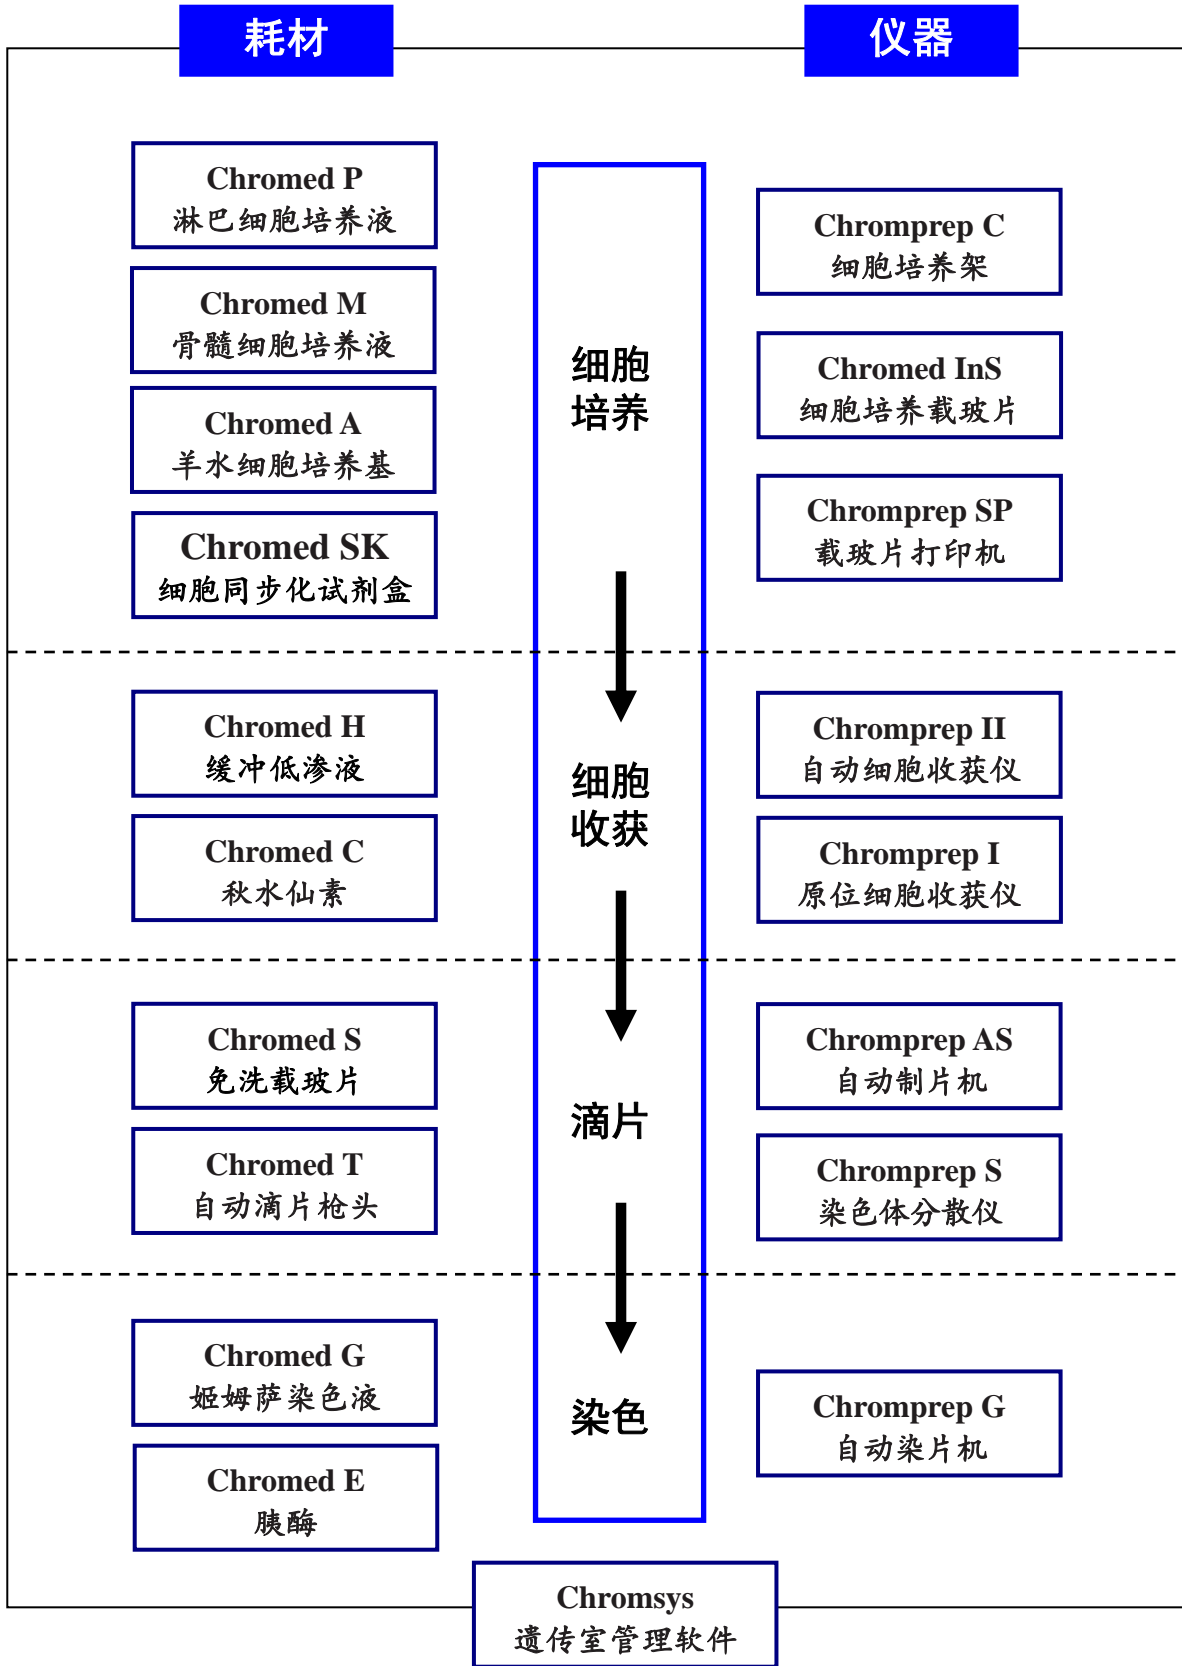 耗材
仪器
Chromed P
淋巴细胞培养液
Chromed M
骨髓细胞培养液
Chromed A
羊水细胞培养基
Chromed SK
细胞同步化试剂盒
细胞
培养
Chromprep C
细胞培养架
Chromed InS
细胞培养载玻片
Chromprep SP
载玻片打印机
Chromed H
缓冲低渗液
Chromed C
秋水仙素
细胞
收获
Chromprep II
自动细胞收获仪
Chromprep I
原位细胞收获仪
Chromed S
免洗载玻片
Chromed T
自动滴片枪头
滴片
Chromprep AS
自动制片机
Chromprep S
染色体分散仪
Chromed G
姬姆萨染色液
Chromed E
胰酶
染色
Chromprep G
自动染片机
Chromsys
遗传室管理软件